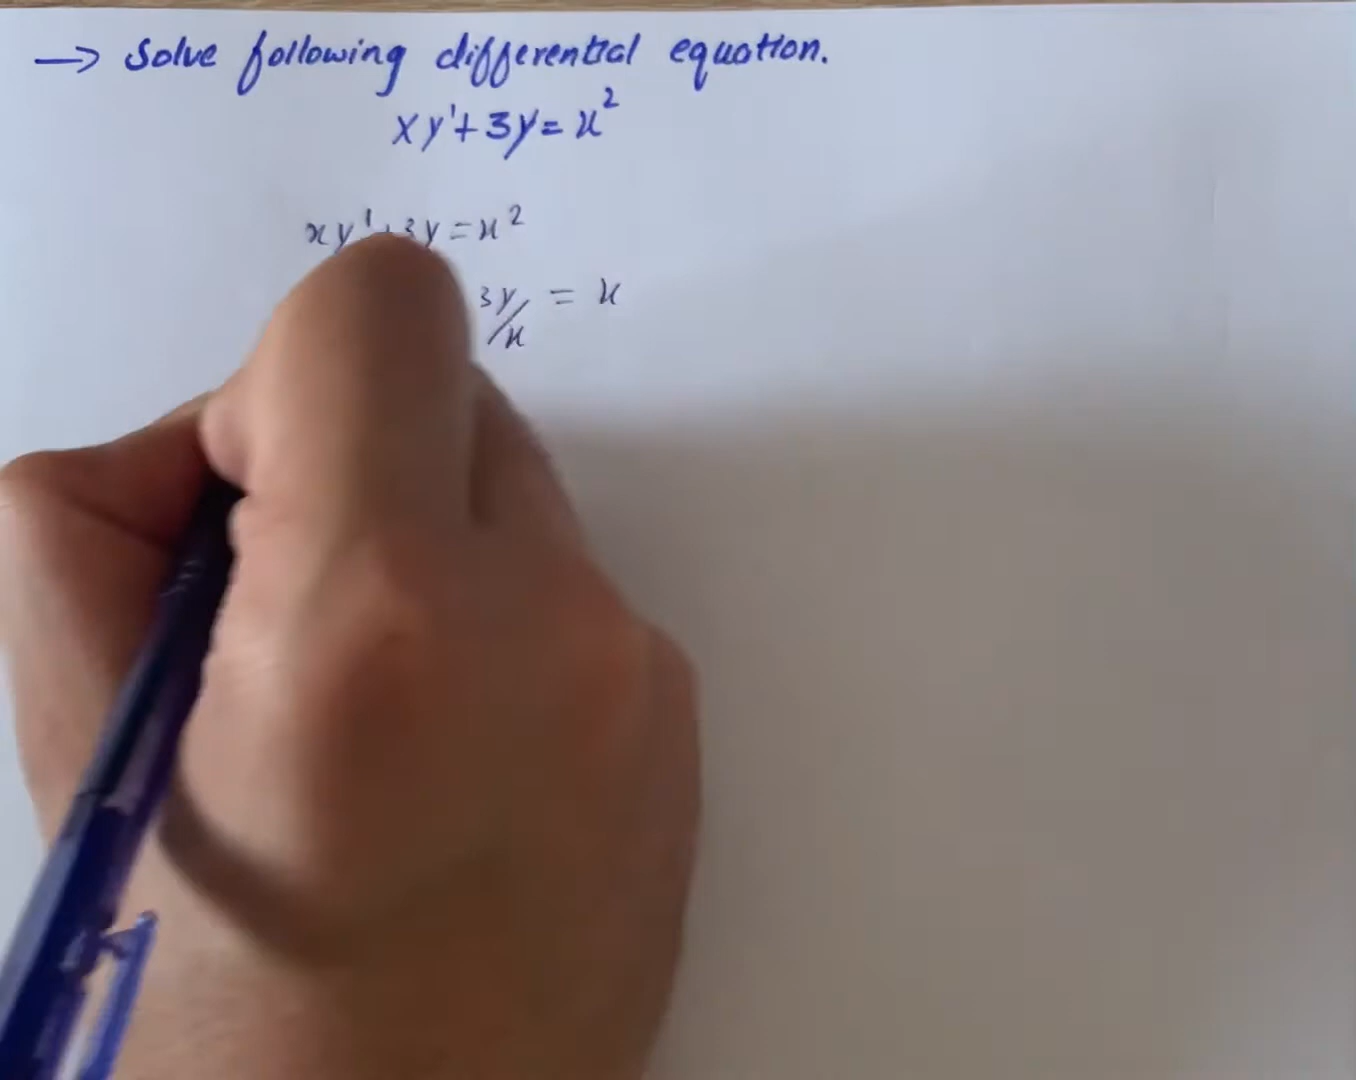 → Solve following differential equation.
xy'+3y=x²
xy'+3y=x²
3y/x = x